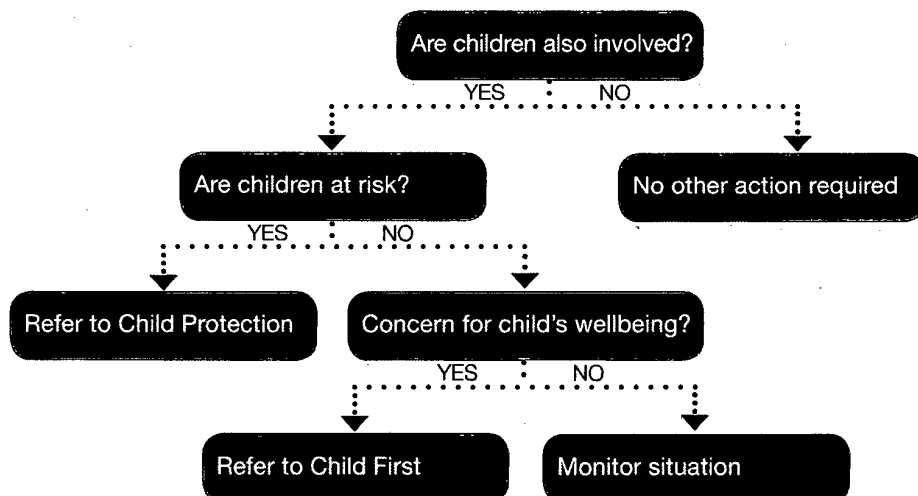 Are children also involved?
YES NO
Are children at risk?
No other action required
YES NO
Refer to Child Protection
Concern for child's wellbeing?
YES NO
Refer to Child First
Monitor situation